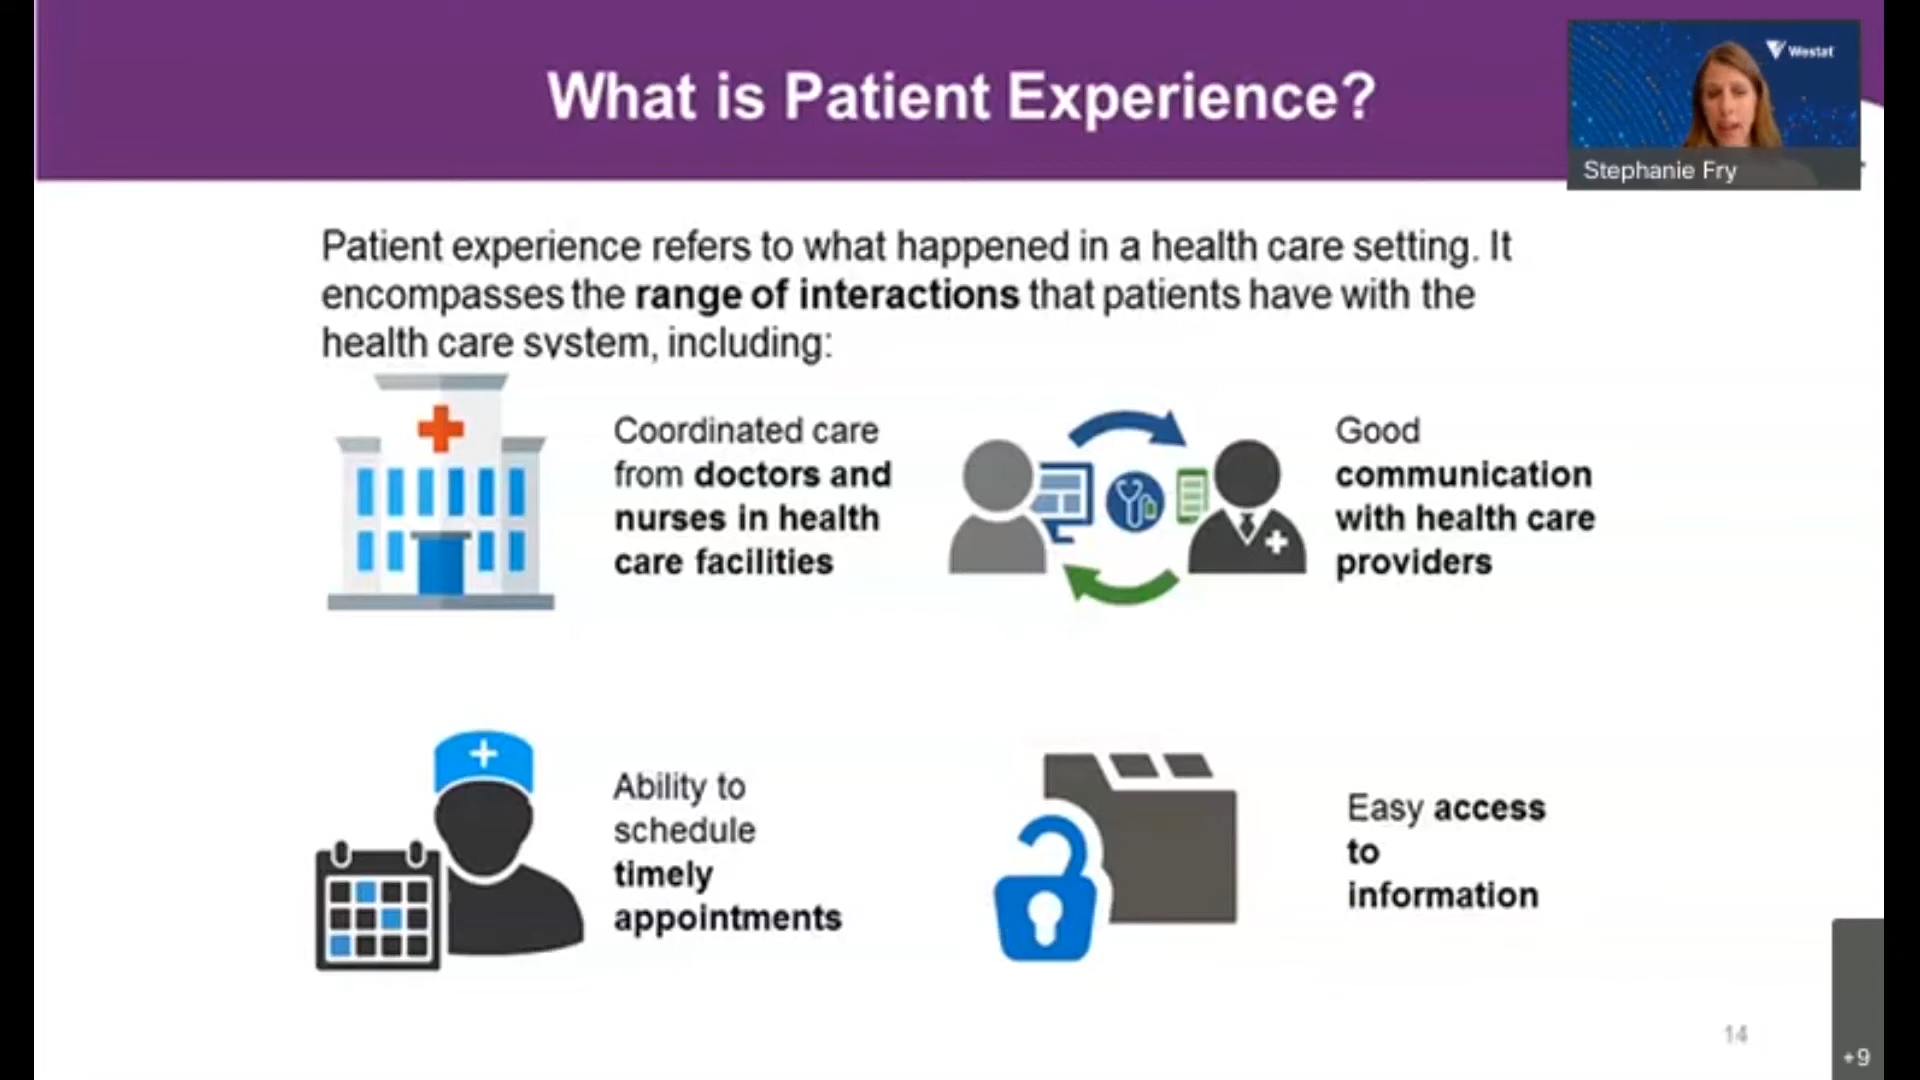 What is Patient Experience?
Westat
Stephanie Fry
Patient experience refers to what happened in a health care setting. It
encompasses the range of interactions that patients have with the
health care system, including:
Coordinated care
from doctors and
nurses in health
care facilities
Good
communication
with health care
providers
Ability to
schedule
timely
appointments
Easy access
to
information
14
+9